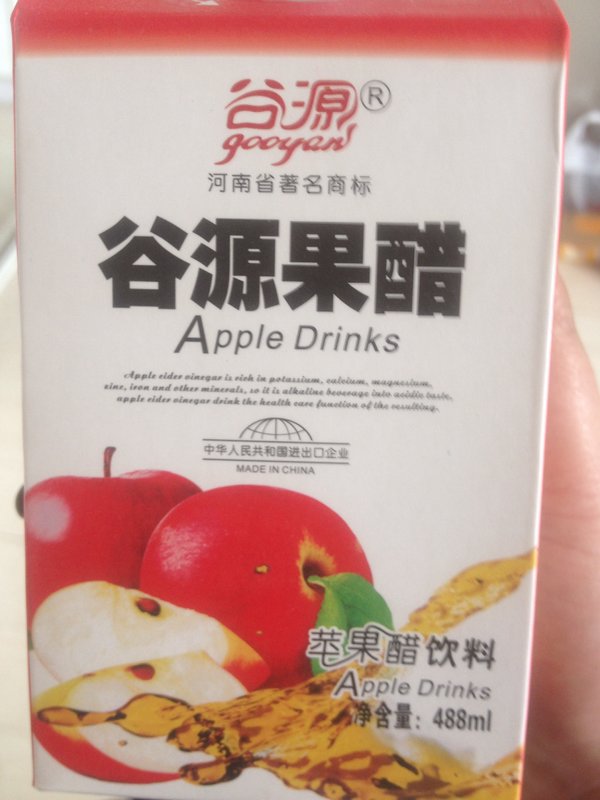 谷源®
gooyan
河南省著名商标
谷源果醋
Apple Drinks
Apple cider vinegar is rich in potassium, calcium, magnesium,
zinc, iron and other minerals, so it is alkaline beverage into acidic taste,
apple cider vinegar drink the health care function of the resulting.
中华人民共和国进出口企业
MADE IN CHINA
苹果醋饮料
Apple Drinks
净含量：488ml